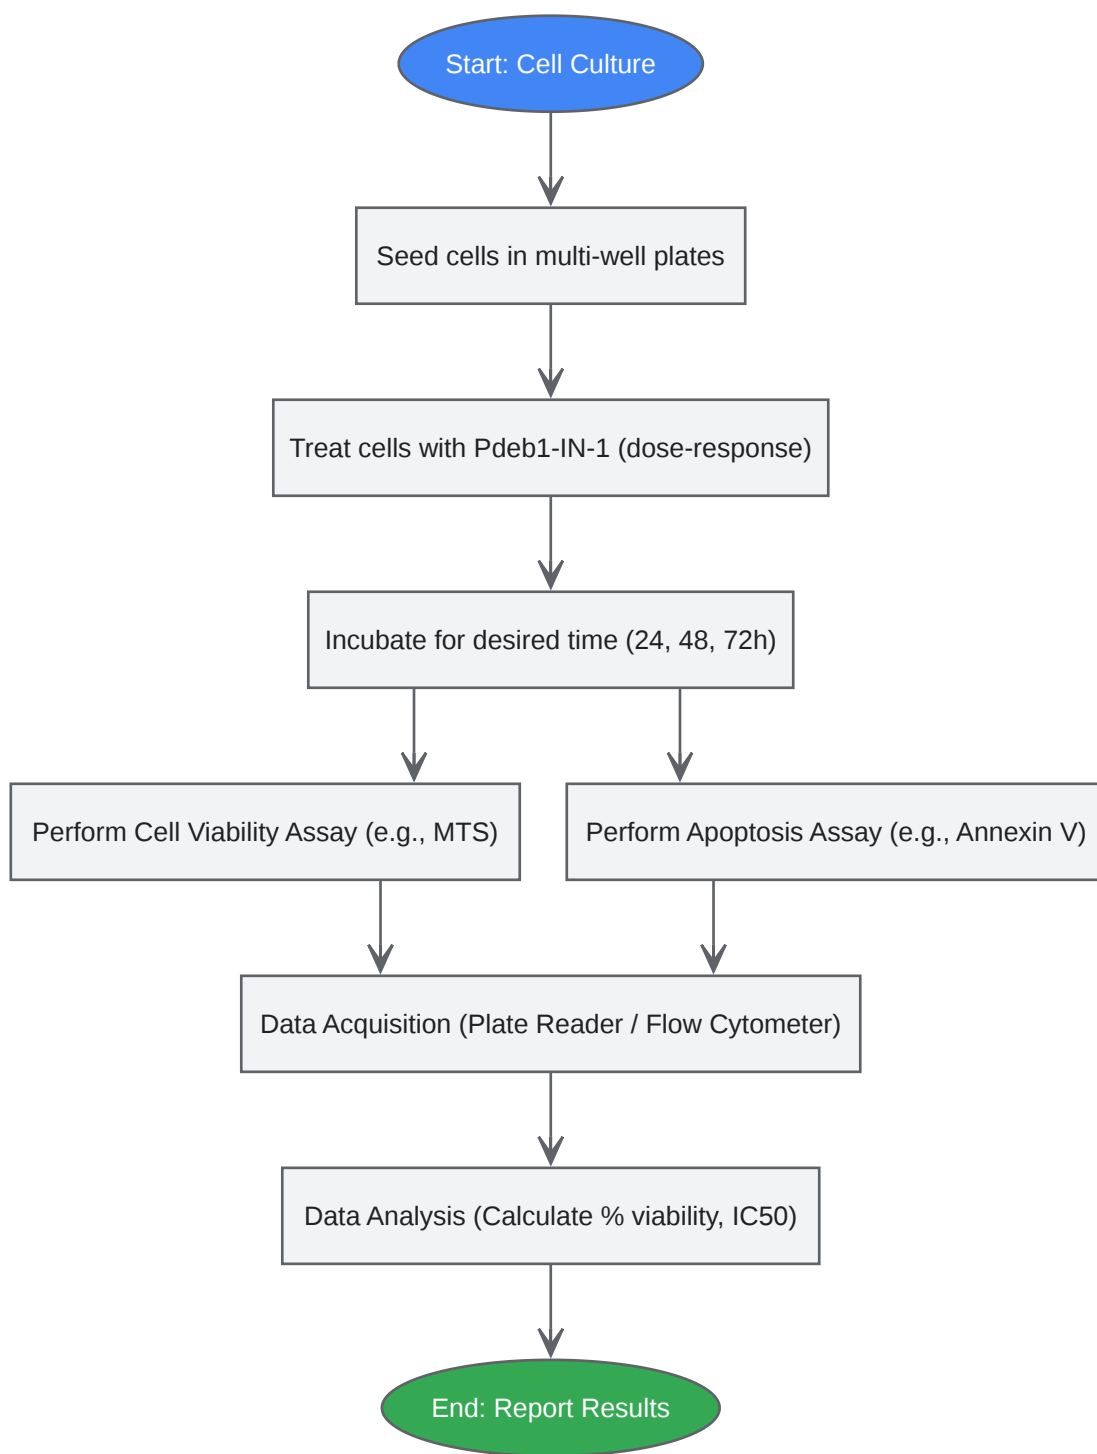 Start: Cell Culture
Seed cells in multi-well plates
Treat cells with Pdeb1-IN-1 (dose-response)
Incubate for desired time (24, 48, 72h)
Perform Cell Viability Assay (e.g., MTS)
Perform Apoptosis Assay (e.g., Annexin V)
Data Acquisition (Plate Reader / Flow Cytometer)
Data Analysis (Calculate % viability, IC50)
End: Report Results